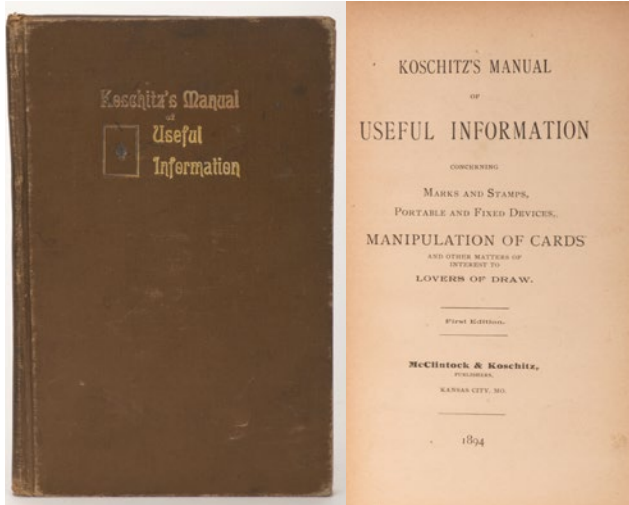 Koschitz's Manual
of
Useful
Information
KOSCHITZ'S MANUAL
OF
USEFUL INFORMATION
CONCERNING
MARKS AND STAMPS,
PORTABLE AND FIXED DEVICES,
MANIPULATION OF CARDS
AND OTHER MATTERS OF
INTEREST TO
LOVERS OF DRAW.
First Edition.
McClintock & Koschitz,
PUBLISHERS,
KANSAS CITY, MO.
1894